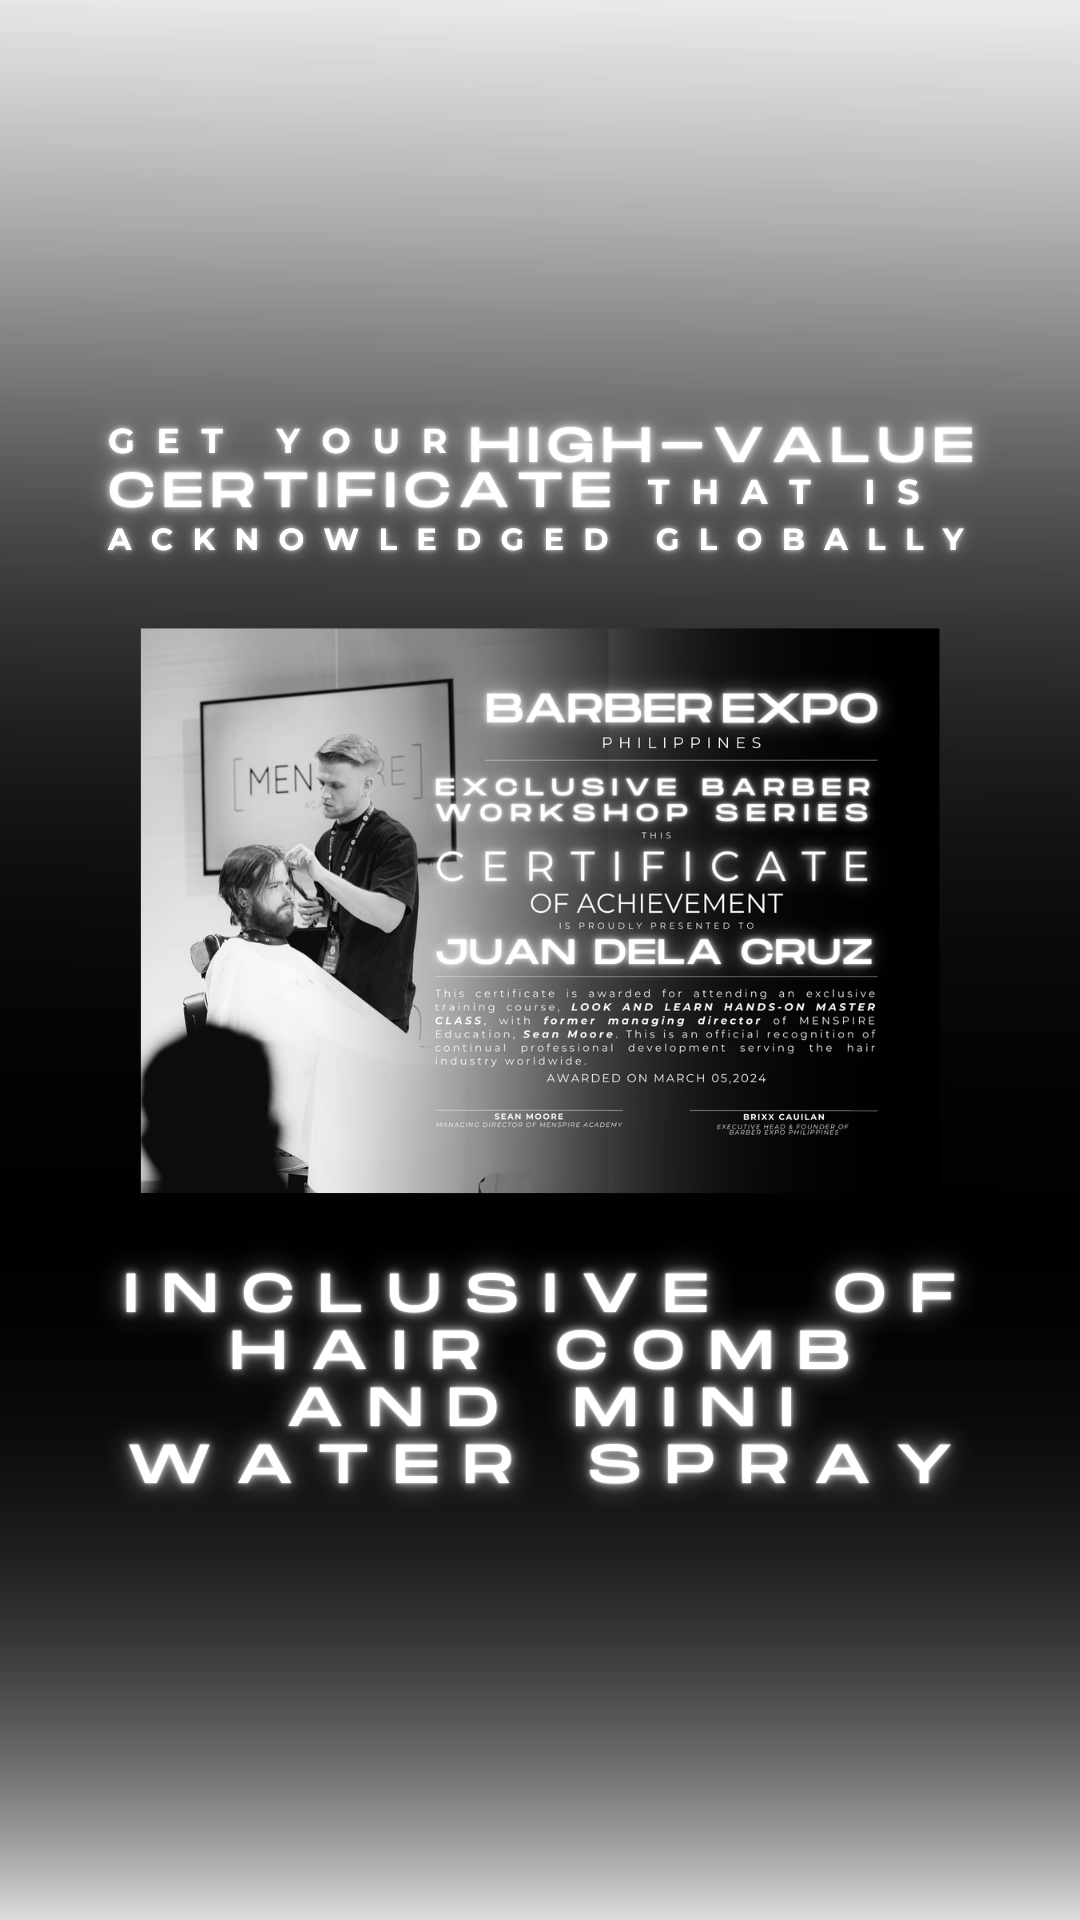 GET YOUR HIGH-VALUE
CERTIFICATE THAT IS
ACKNOWLEDGED GLOBALLY
BARBER EXPO
PHILIPPINES
EXCLUSIVE BARBER
WORKSHOP SERIES
THIS
CERTIFICATE
OF ACHIEVEMENT
IS PROUDLY PRESENTED TO
JUAN DELA CRUZ
This certificate is awarded for attending an exclusive
training course, LOOK AND LEARN HANDS-ON MASTER
CLASS, with former managing director of MENSPIRE
Education, Sean Moore. This is an official recognition of
continual professional development serving the hair
industry worldwide.
AWARDED ON MARCH 05,2024
SEAN MOORE
MANAGING DIRECTOR OF MENSPIRE ACADEMY
BRIXX CAUILAN
EXECUTIVE HEAD & FOUNDER OF
BARBER EXPO PHILIPPINES
INCLUSIVE OF
HAIR COMB
AND MINI
WATER SPRAY